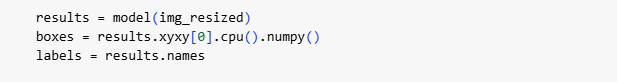 results = model(img_resized)
boxes = results.xyxy[0].cpu().numpy()
labels = results.names